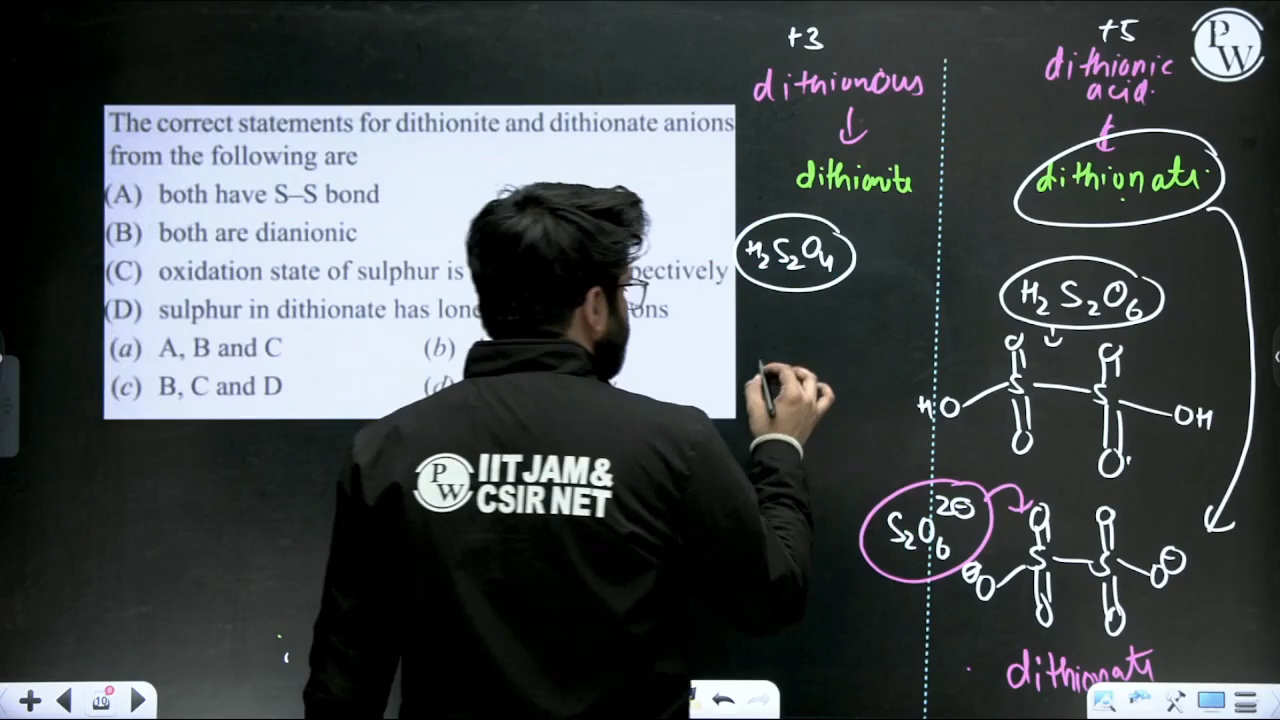 The correct statements for dithionite and dithionate anions
from the following are
(A) both have S–S bond
(B) both are dianionic
(C) oxidation state of sulphur is pectively
(D) sulphur in dithionate has lone ons
(a) A, B and C (b)
(c) B, C and D (d)
+3
dithionous
dithionite
H₂S₂O₄
+5
dithionic
acid.
dithionate
H₂S₂O₆
O O
HO S S OH
O O
S₂O₆ 2⊖
O O
⊖O S S O⊖
O O
dithionate
P
W
P
W
IIT JAM &
CSIR NET
10